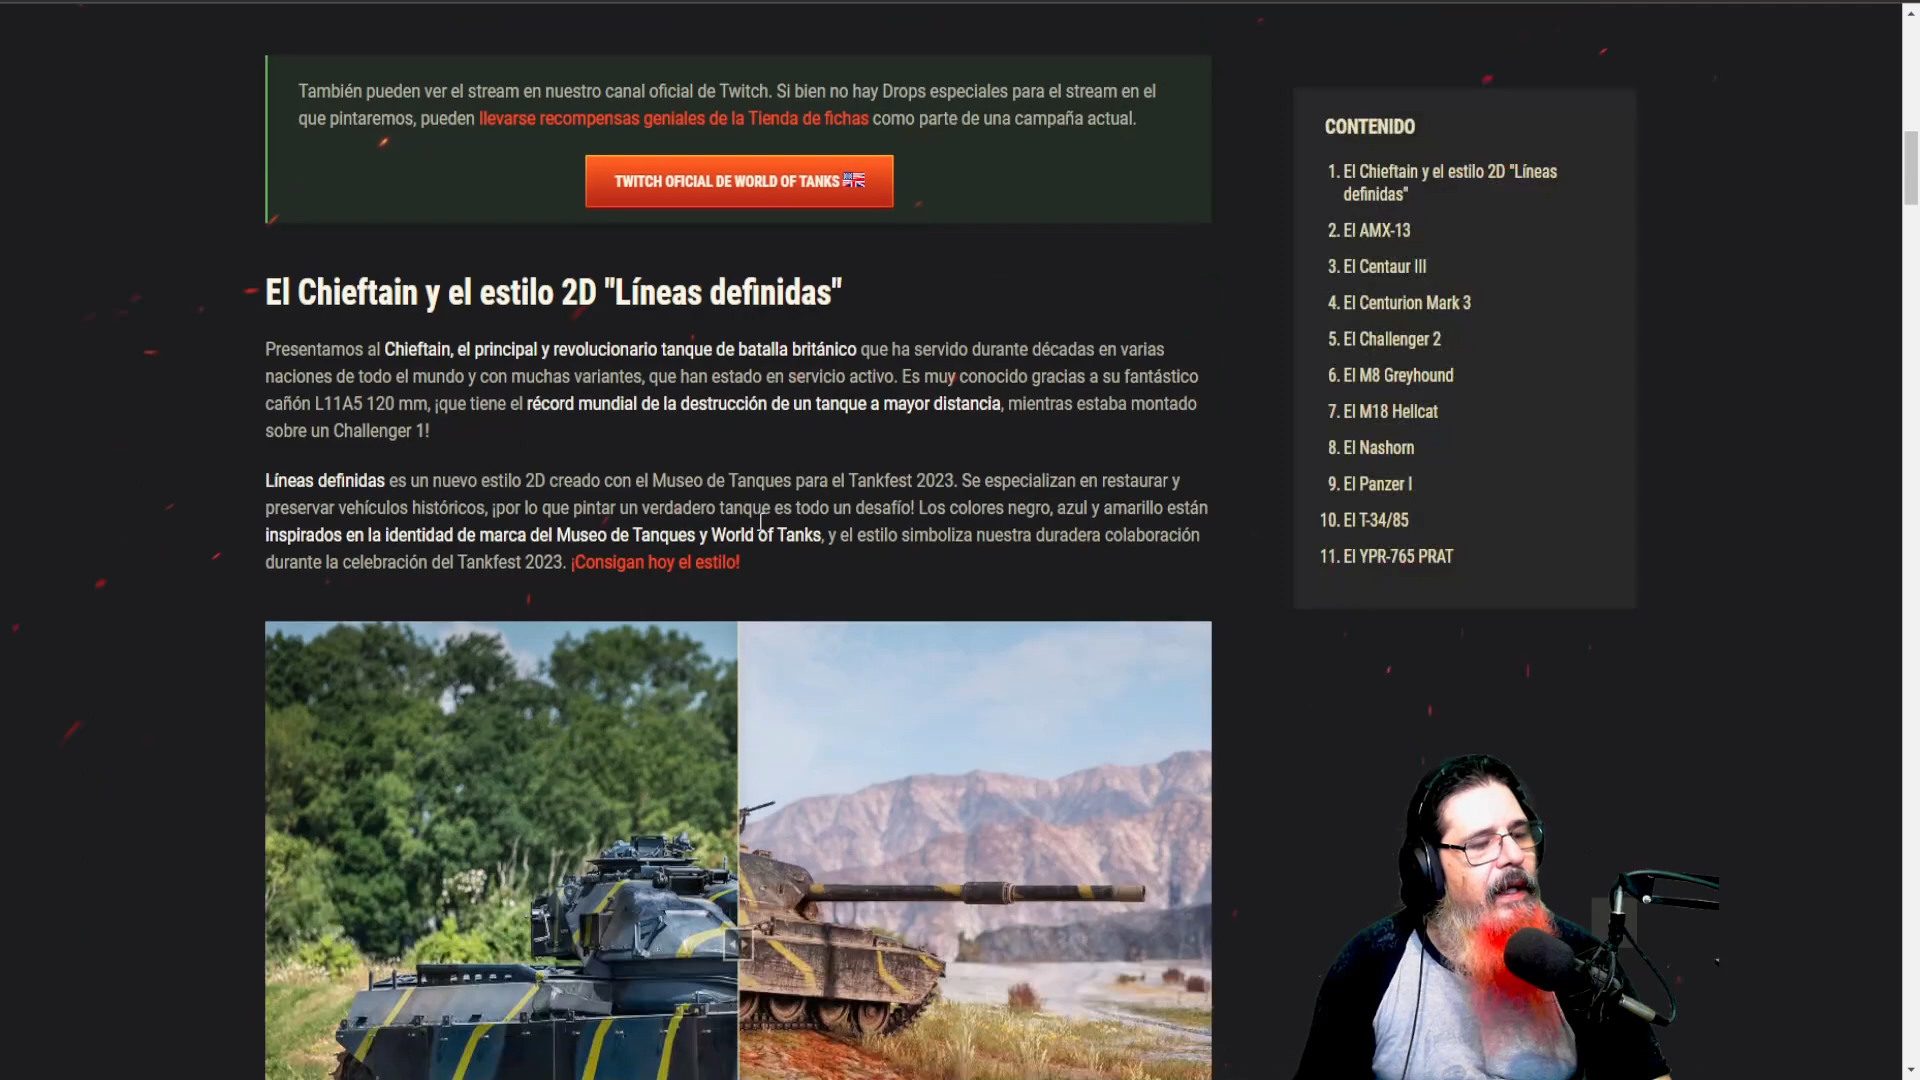 También pueden ver el stream en nuestro canal oficial de Twitch. Si bien no hay Drops especiales para el stream en el
que pintaremos, pueden llevarse recompensas geniales de la Tienda de fichas como parte de una campaña actual.
TWITCH OFICIAL DE WORLD OF TANKS
El Chieftain y el estilo 2D "Líneas definidas"
Presentamos al Chieftain, el principal y revolucionario tanque de batalla británico que ha servido durante décadas en varias
naciones de todo el mundo y con muchas variantes, que han estado en servicio activo. Es muy conocido gracias a su fantástico
cañón L11A5 120 mm, ¡que tiene el récord mundial de la destrucción de un tanque a mayor distancia, mientras estaba montado
sobre un Challenger 1!
Líneas definidas es un nuevo estilo 2D creado con el Museo de Tanques para el Tankfest 2023. Se especializan en restaurar y
preservar vehículos históricos, ¡por lo que pintar un verdadero tanque es todo un desafío! Los colores negro, azul y amarillo están
inspirados en la identidad de marca del Museo de Tanques y World of Tanks, y el estilo simboliza nuestra duradera colaboración
durante la celebración del Tankfest 2023. ¡Consigan hoy el estilo!
CONTENIDO
1. El Chieftain y el estilo 2D "Líneas
definidas"
2. El AMX-13
3. El Centaur III
4. El Centurion Mark 3
5. El Challenger 2
6. El M8 Greyhound
7. El M18 Hellcat
8. El Nashorn
9. El Panzer I
10. El T-34/85
11. El YPR-765 PRAT